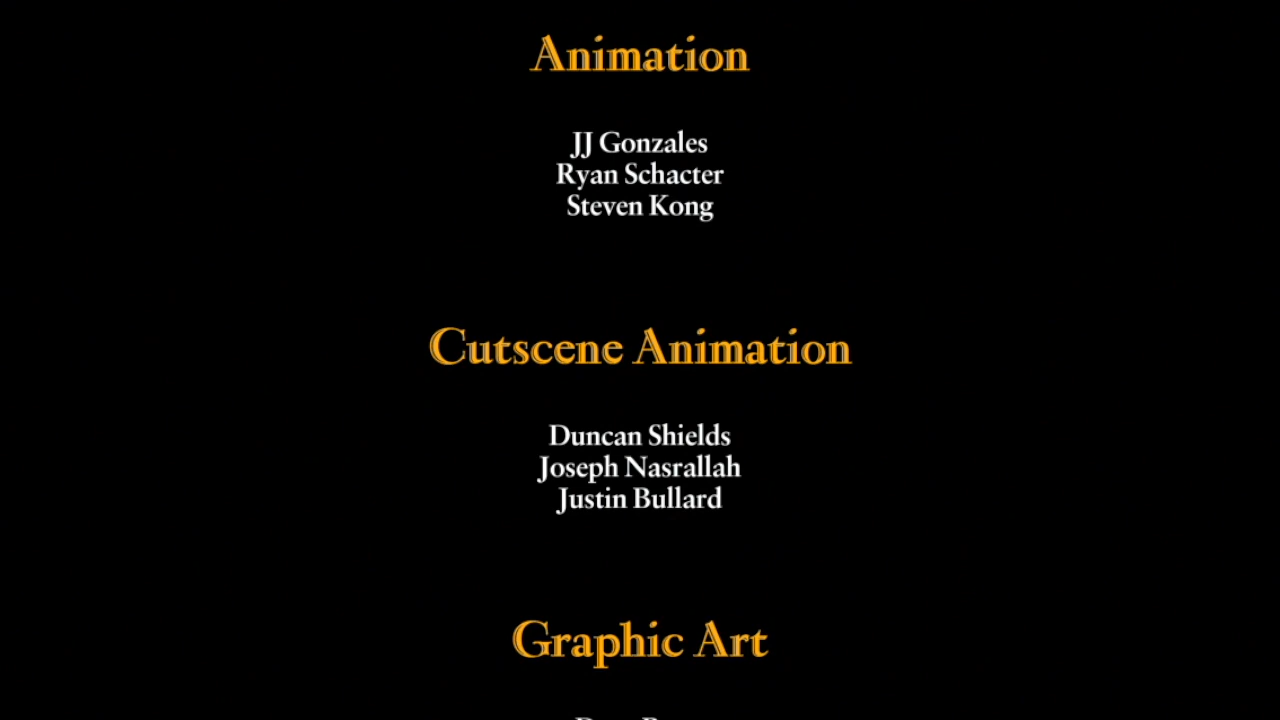 Animation
JJ Gonzales
Ryan Schacter
Steven Kong
Cutscene Animation
Duncan Shields
Joseph Nasrallah
Justin Bullard
Graphic Art